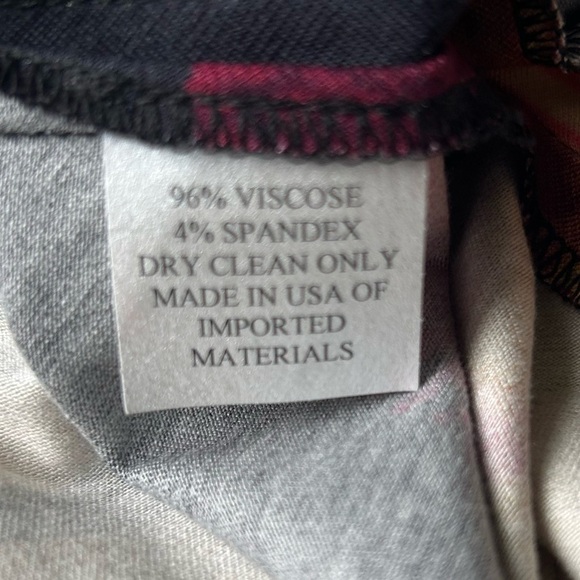 96% VISCOSE
4% SPANDEX
DRY CLEAN ONLY
MADE IN USA OF
IMPORTED
MATERIALS